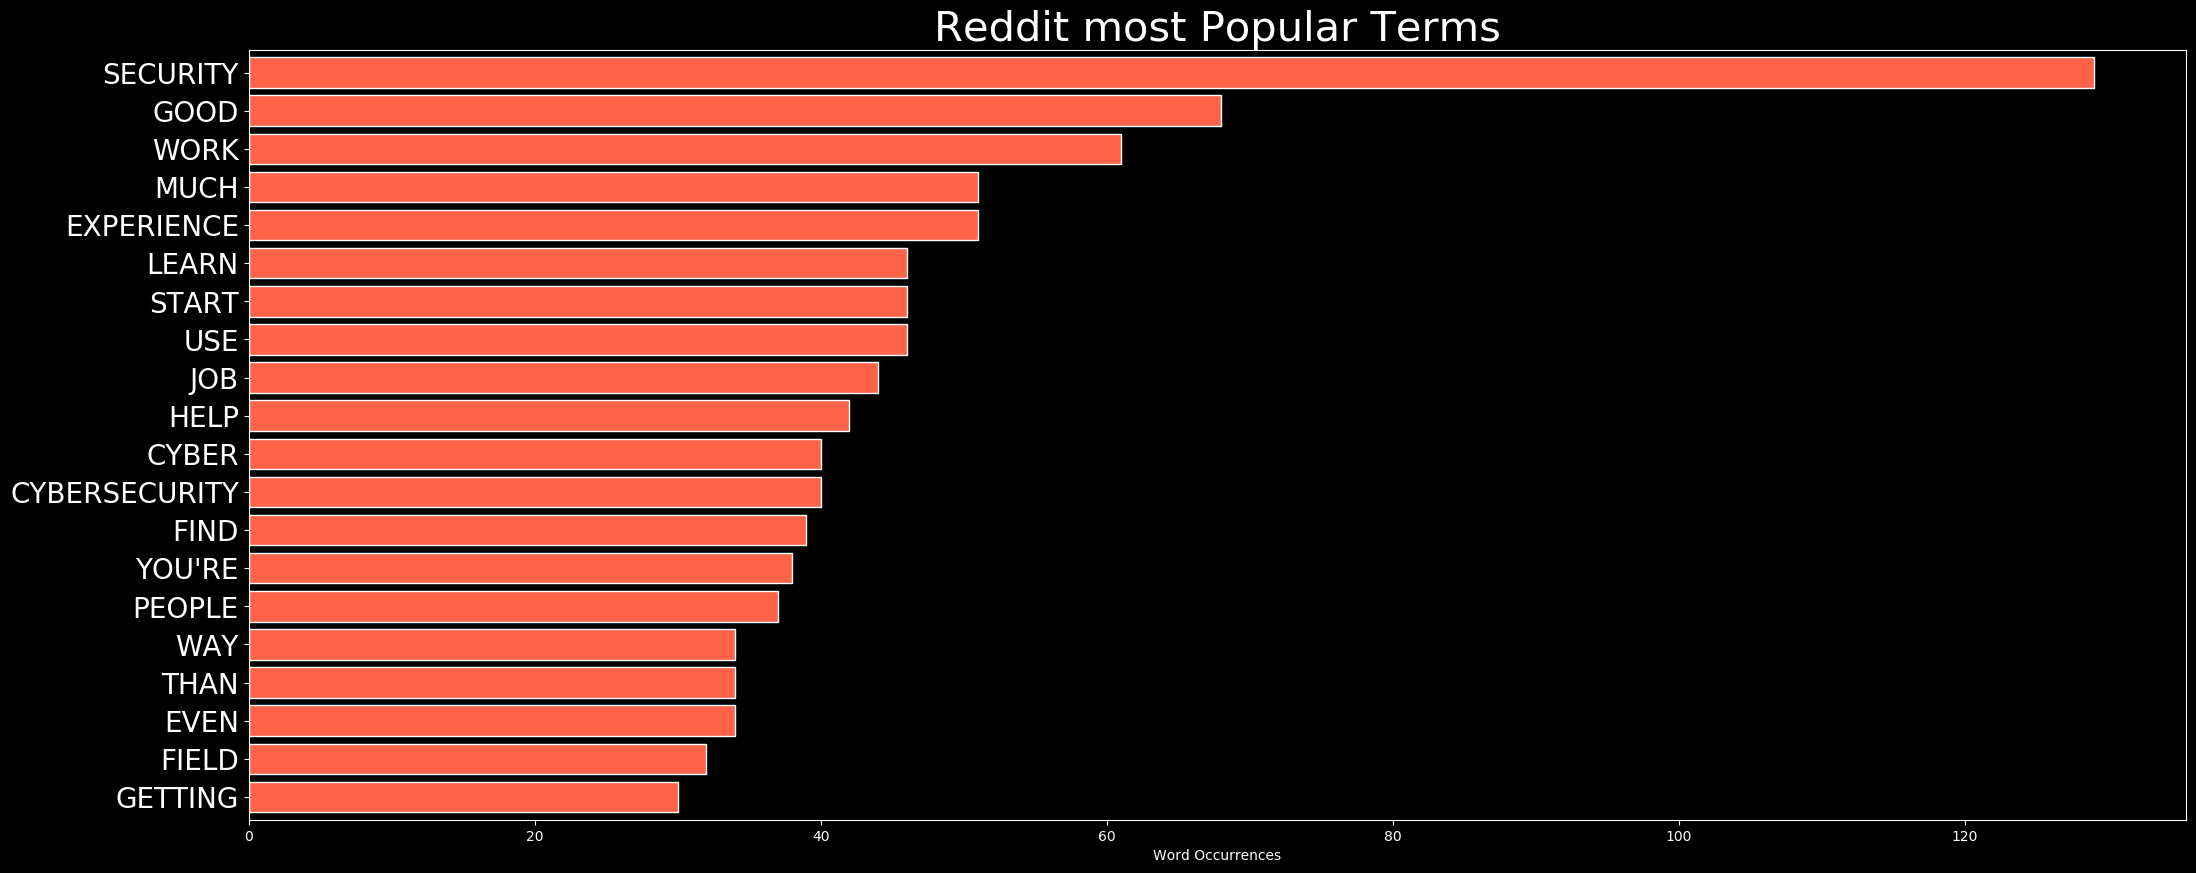 Reddit most Popular Terms
SECURITY
GOOD
WORK
MUCH
EXPERIENCE
LEARN
START
USE
JOB
HELP
CYBER
CYBERSECURITY
FIND
YOU'RE
PEOPLE
WAY
THAN
EVEN
FIELD
GETTING
0 20 40 60 80 100 120
Word Occurrences